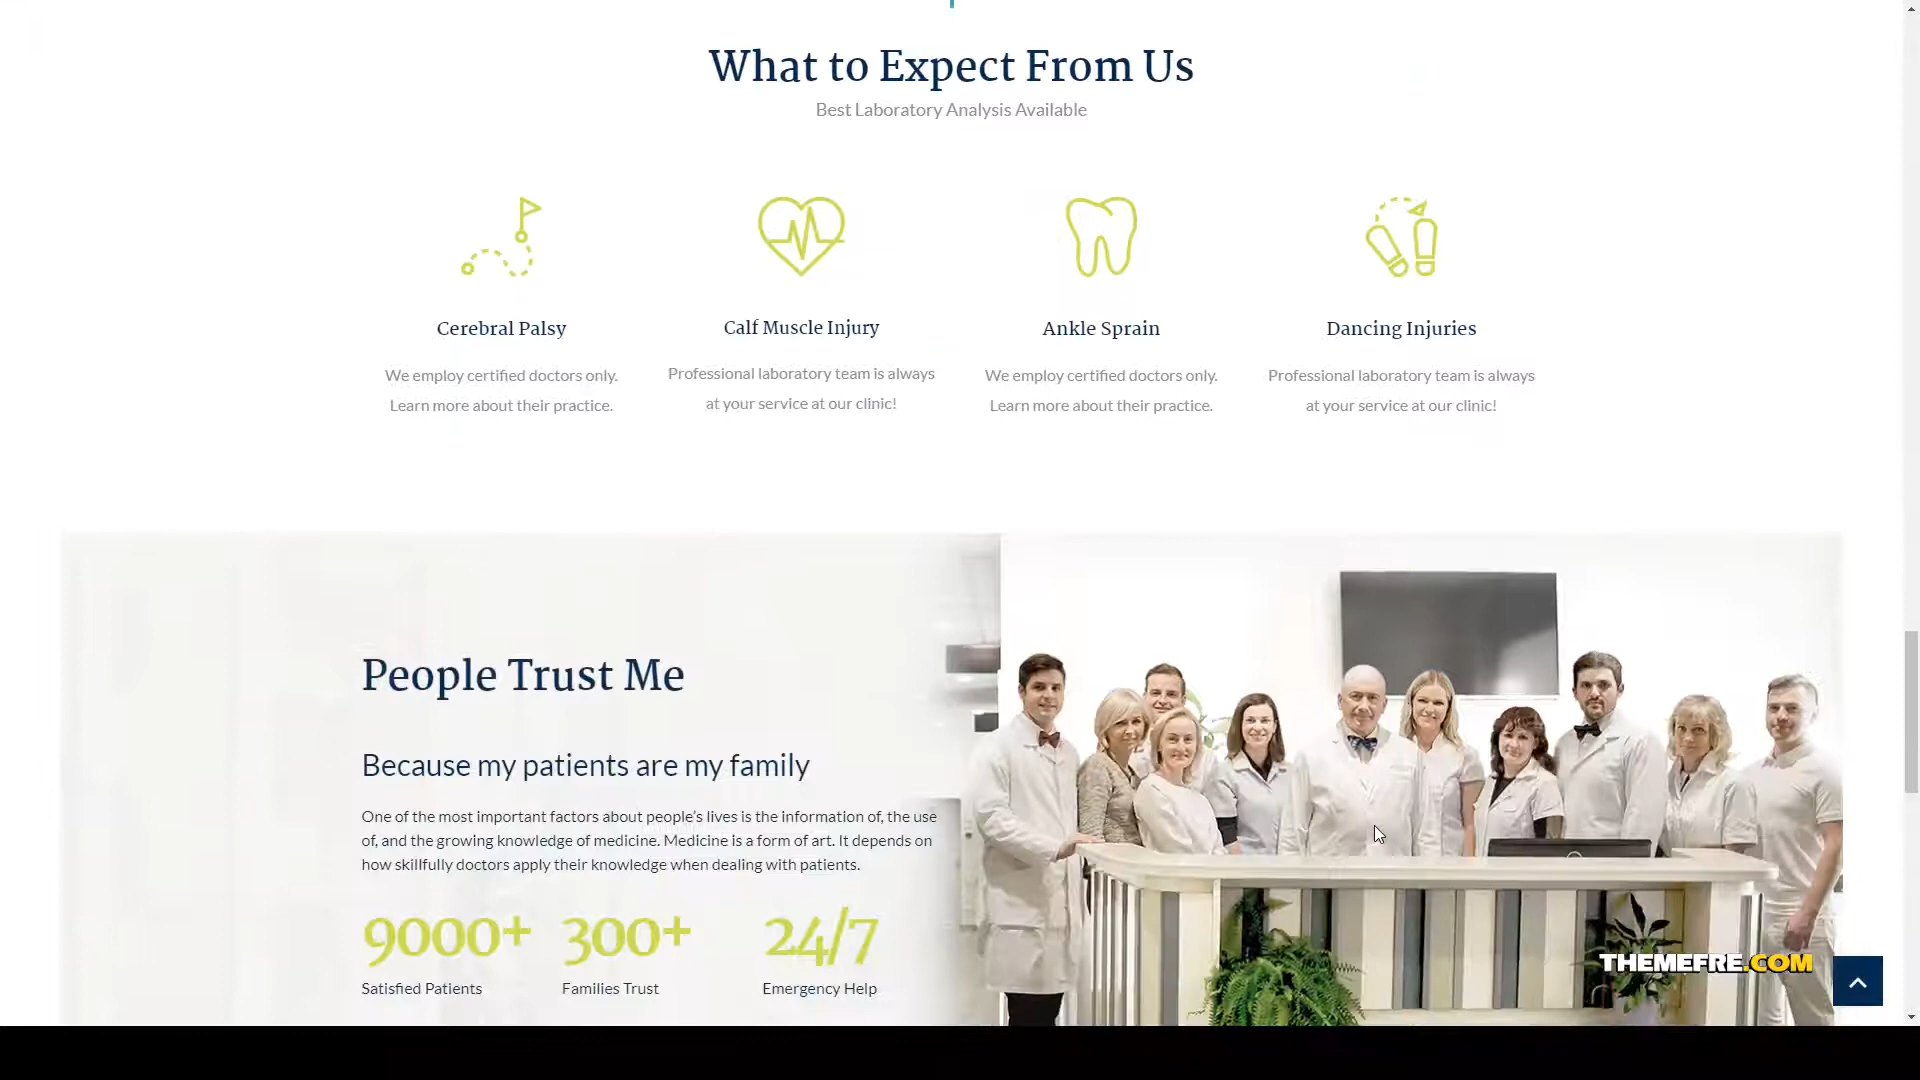 What to Expect From Us
Best Laboratory Analysis Available
Cerebral Palsy
We employ certified doctors only.
Learn more about their practice.
Calf Muscle Injury
Professional laboratory team is always
at your service at our clinic!
Ankle Sprain
We employ certified doctors only.
Learn more about their practice.
Dancing Injuries
Professional laboratory team is always
at your service at our clinic!
People Trust Me
Because my patients are my family
One of the most important factors about people's lives is the information of, the use
of, and the growing knowledge of medicine. Medicine is a form of art. It depends on
how skillfully doctors apply their knowledge when dealing with patients.
9000+
Satisfied Patients
300+
Families Trust
24/7
Emergency Help
THEMEFRE.COM